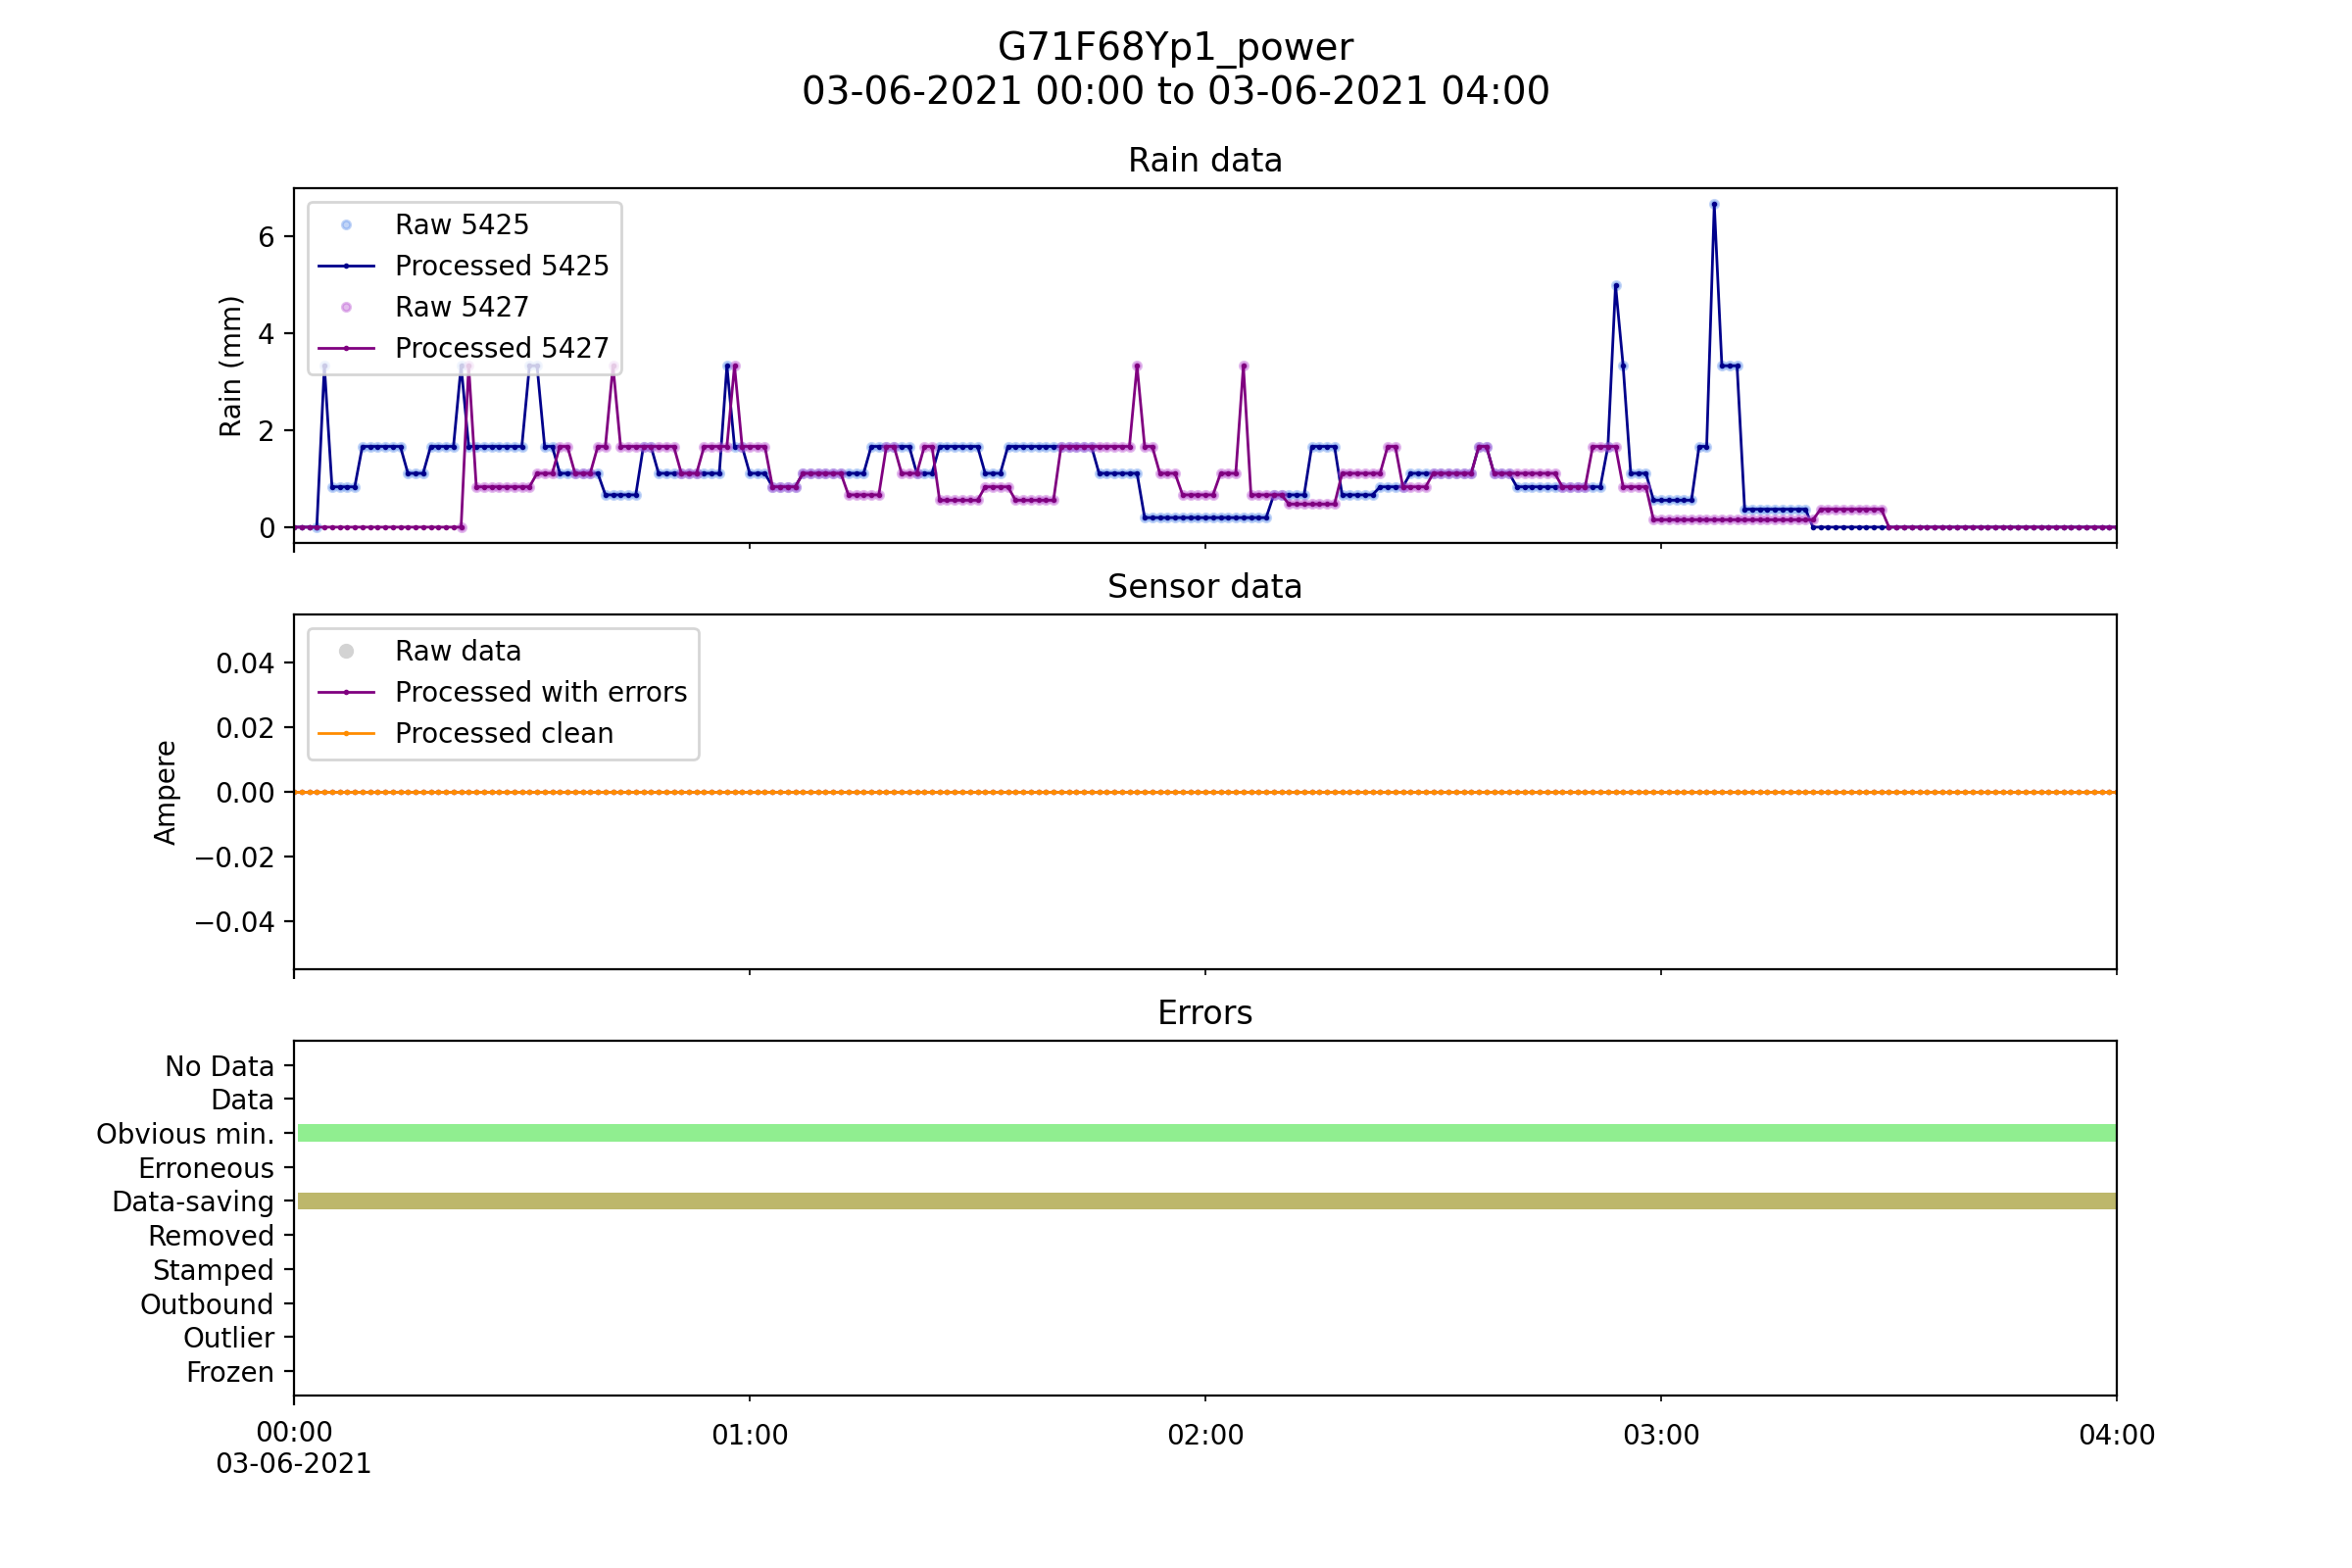 G71F68Yp1_power
03-06-2021 00:00 to 03-06-2021 04:00
Rain data
Rain (mm)
6
4
2
0
Raw 5425
Processed 5425
Raw 5427
Processed 5427
Sensor data
Ampere
0.04
0.02
0.00
−0.02
−0.04
Raw data
Processed with errors
Processed clean
Errors
No Data
Data
Obvious min.
Erroneous
Data-saving
Removed
Stamped
Outbound
Outlier
Frozen
00:00 01:00 02:00 03:00 04:00
03-06-2021